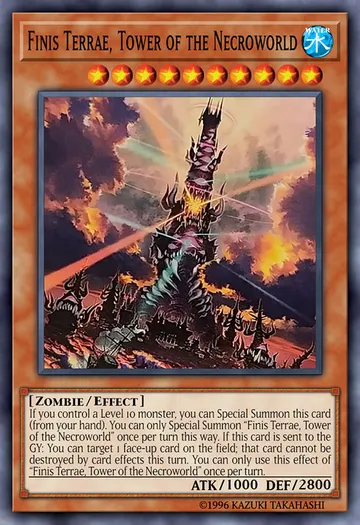 Finis Terrae, Tower of the Necroworld
WATER
水
[Zombie/Effect]
If you control a Level 10 monster, you can Special Summon this card
(from your hand). You can only Special Summon “Finis Terrae, Tower
of the Necroworld” once per turn this way. If this card is sent to the
GY: You can target 1 face-up card on the field; that card cannot be
destroyed by card effects this turn. You can only use this effect of
“Finis Terrae, Tower of the Necroworld” once per turn.
ATK/1000 DEF/2800
©1996 KAZUKI TAKAHASHI